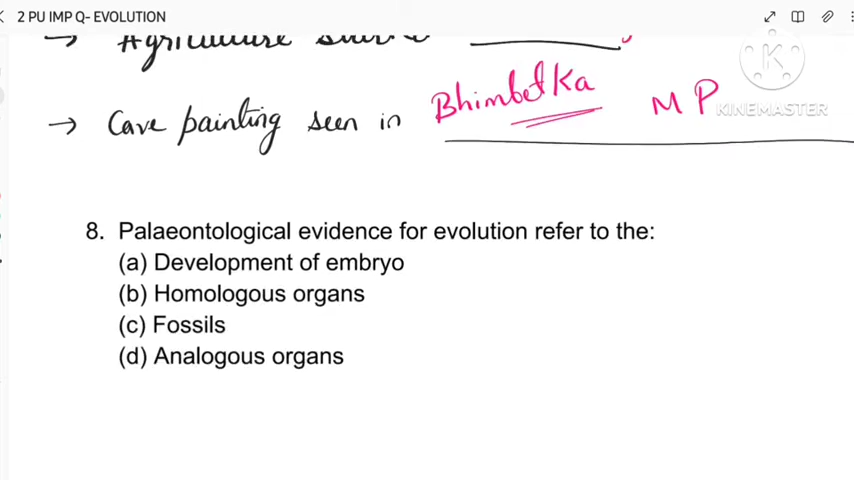 2 PU IMP Q- EVOLUTION
→ Agriculture
→ Cave painting seen in Bhimbetka MP
KINEMASTER
8. Palaeontological evidence for evolution refer to the:
(a) Development of embryo
(b) Homologous organs
(c) Fossils
(d) Analogous organs